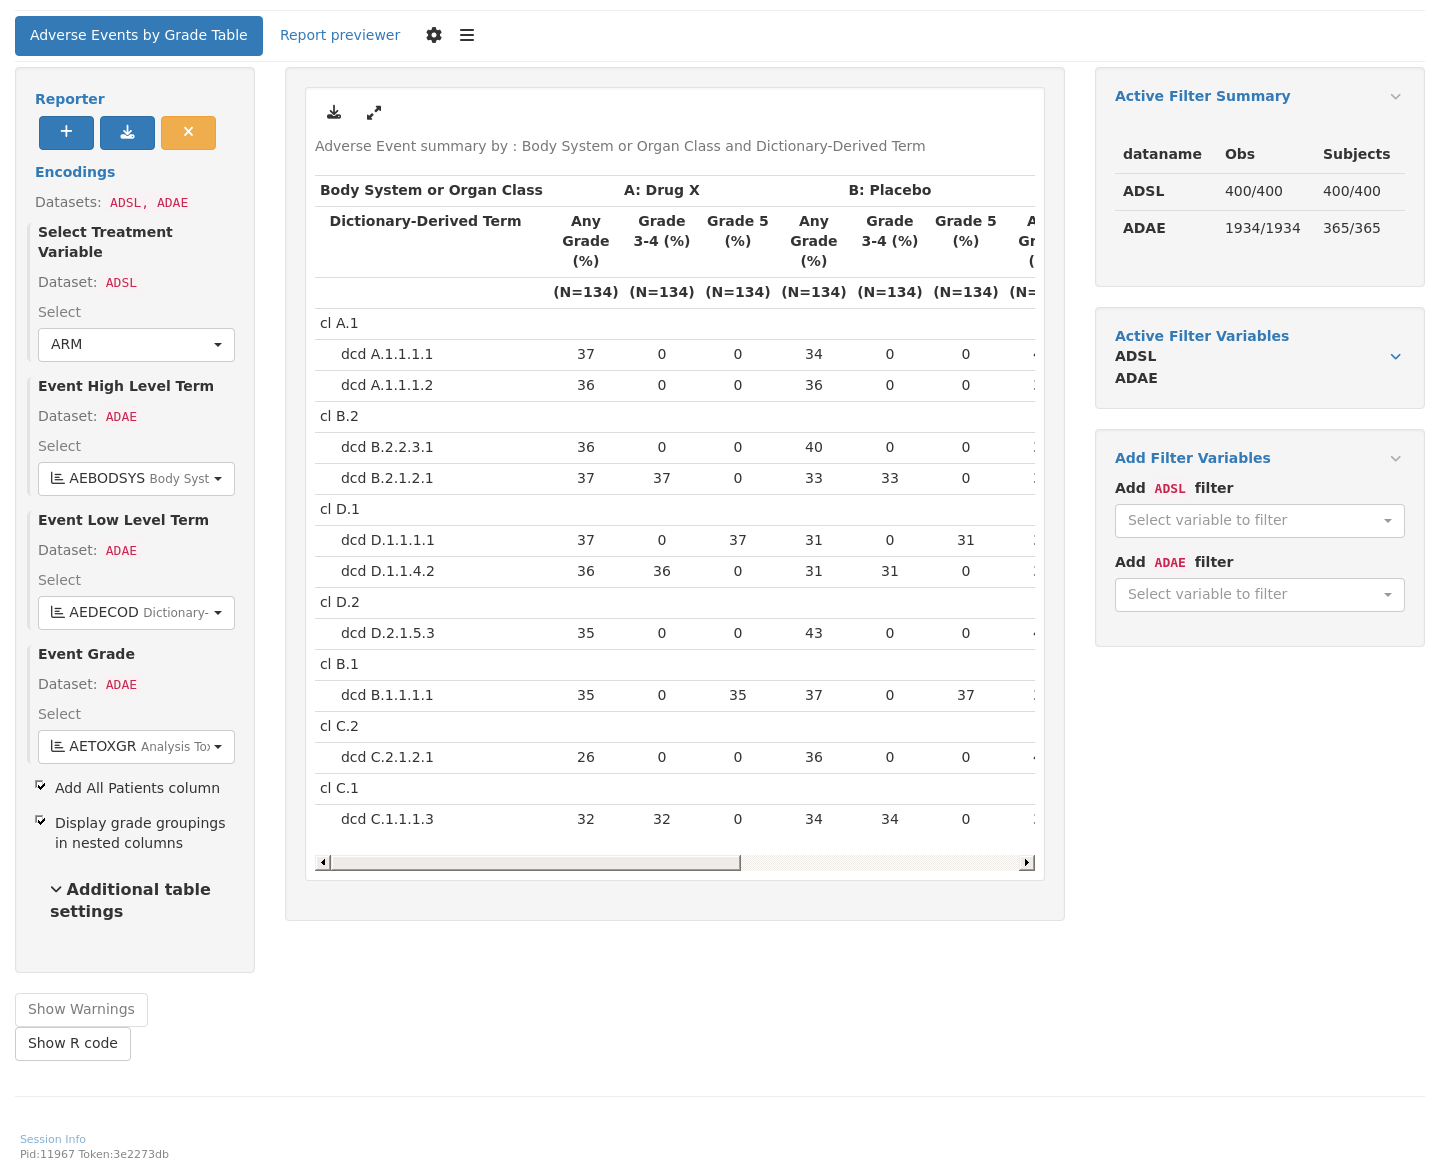 Adverse Events by Grade Table Report previewer
Reporter
Encodings
Datasets: ADSL, ADAE
Select Treatment
Variable
Dataset: ADSL
Select
ARM
Event High Level Term
Dataset: ADAE
Select
AEBODSYS Body Syst
Event Low Level Term
Dataset: ADAE
Select
AEDECOD Dictionary-
Event Grade
Dataset: ADAE
Select
AETOXGR Analysis Tox
Add All Patients column
Display grade groupings
in nested columns
Additional table
settings
Show Warnings
Show R code
Adverse Event summary by : Body System or Organ Class and Dictionary-Derived Term
Body System or Organ Class A: Drug X B: Placebo
Dictionary-Derived Term Any Grade Grade 5 Any Grade Grade 5
Grade 3-4 (%) (%) Grade 3-4 (%) (%)
(%) (%)
(N=134) (N=134) (N=134) (N=134) (N=134) (N=134) (N=
cl A.1
dcd A.1.1.1.1 37 0 0 34 0 0
dcd A.1.1.1.2 36 0 0 36 0 0
cl B.2
dcd B.2.2.3.1 36 0 0 40 0 0
dcd B.2.1.2.1 37 37 0 33 33 0
cl D.1
dcd D.1.1.1.1 37 0 37 31 0 31
dcd D.1.1.4.2 36 36 0 31 31 0
cl D.2
dcd D.2.1.5.3 35 0 0 43 0 0
cl B.1
dcd B.1.1.1.1 35 0 35 37 0 37
cl C.2
dcd C.2.1.2.1 26 0 0 36 0 0
cl C.1
dcd C.1.1.1.3 32 32 0 34 34 0
Active Filter Summary
dataname Obs Subjects
ADSL 400/400 400/400
ADAE 1934/1934 365/365
Active Filter Variables
ADSL
ADAE
Add Filter Variables
Add ADSL filter
Select variable to filter
Add ADAE filter
Select variable to filter
Session Info
Pid:11967 Token:3e2273db